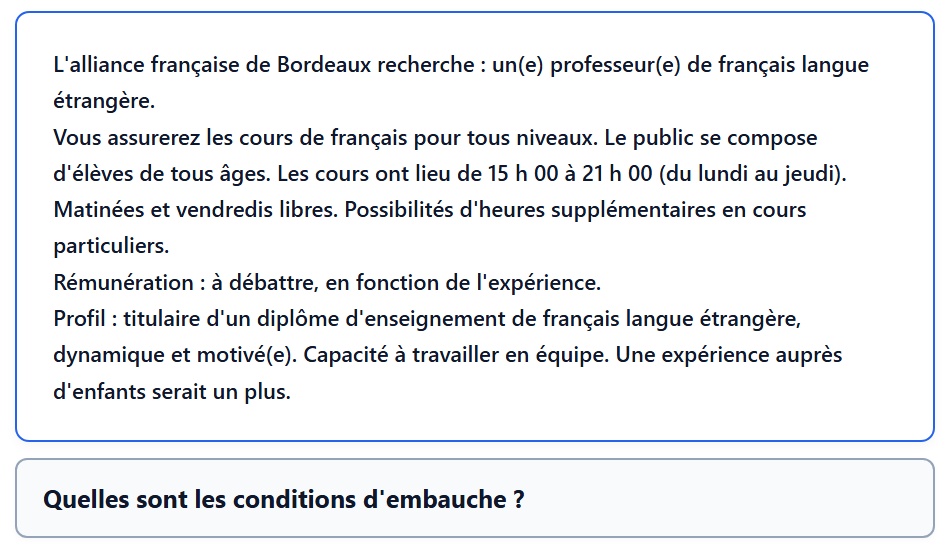 L'alliance française de Bordeaux recherche : un(e) professeur(e) de français langue
étrangère.
Vous assurerez les cours de français pour tous niveaux. Le public se compose
d'élèves de tous âges. Les cours ont lieu de 15 h 00 à 21 h 00 (du lundi au jeudi).
Matinées et vendredis libres. Possibilités d'heures supplémentaires en cours
particuliers.
Rémunération : à débattre, en fonction de l'expérience.
Profil : titulaire d'un diplôme d'enseignement de français langue étrangère,
dynamique et motivé(e). Capacité à travailler en équipe. Une expérience auprès
d'enfants serait un plus.
Quelles sont les conditions d'embauche ?